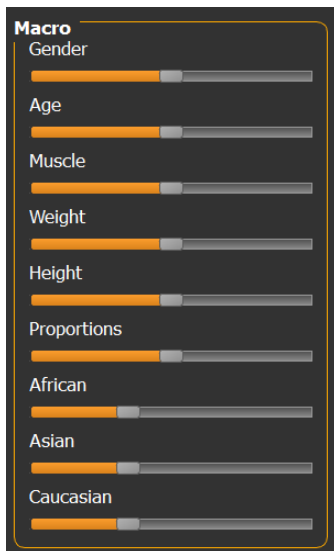 Macro
Gender
Age
Muscle
Weight
Height
Proportions
African
Asian
Caucasian